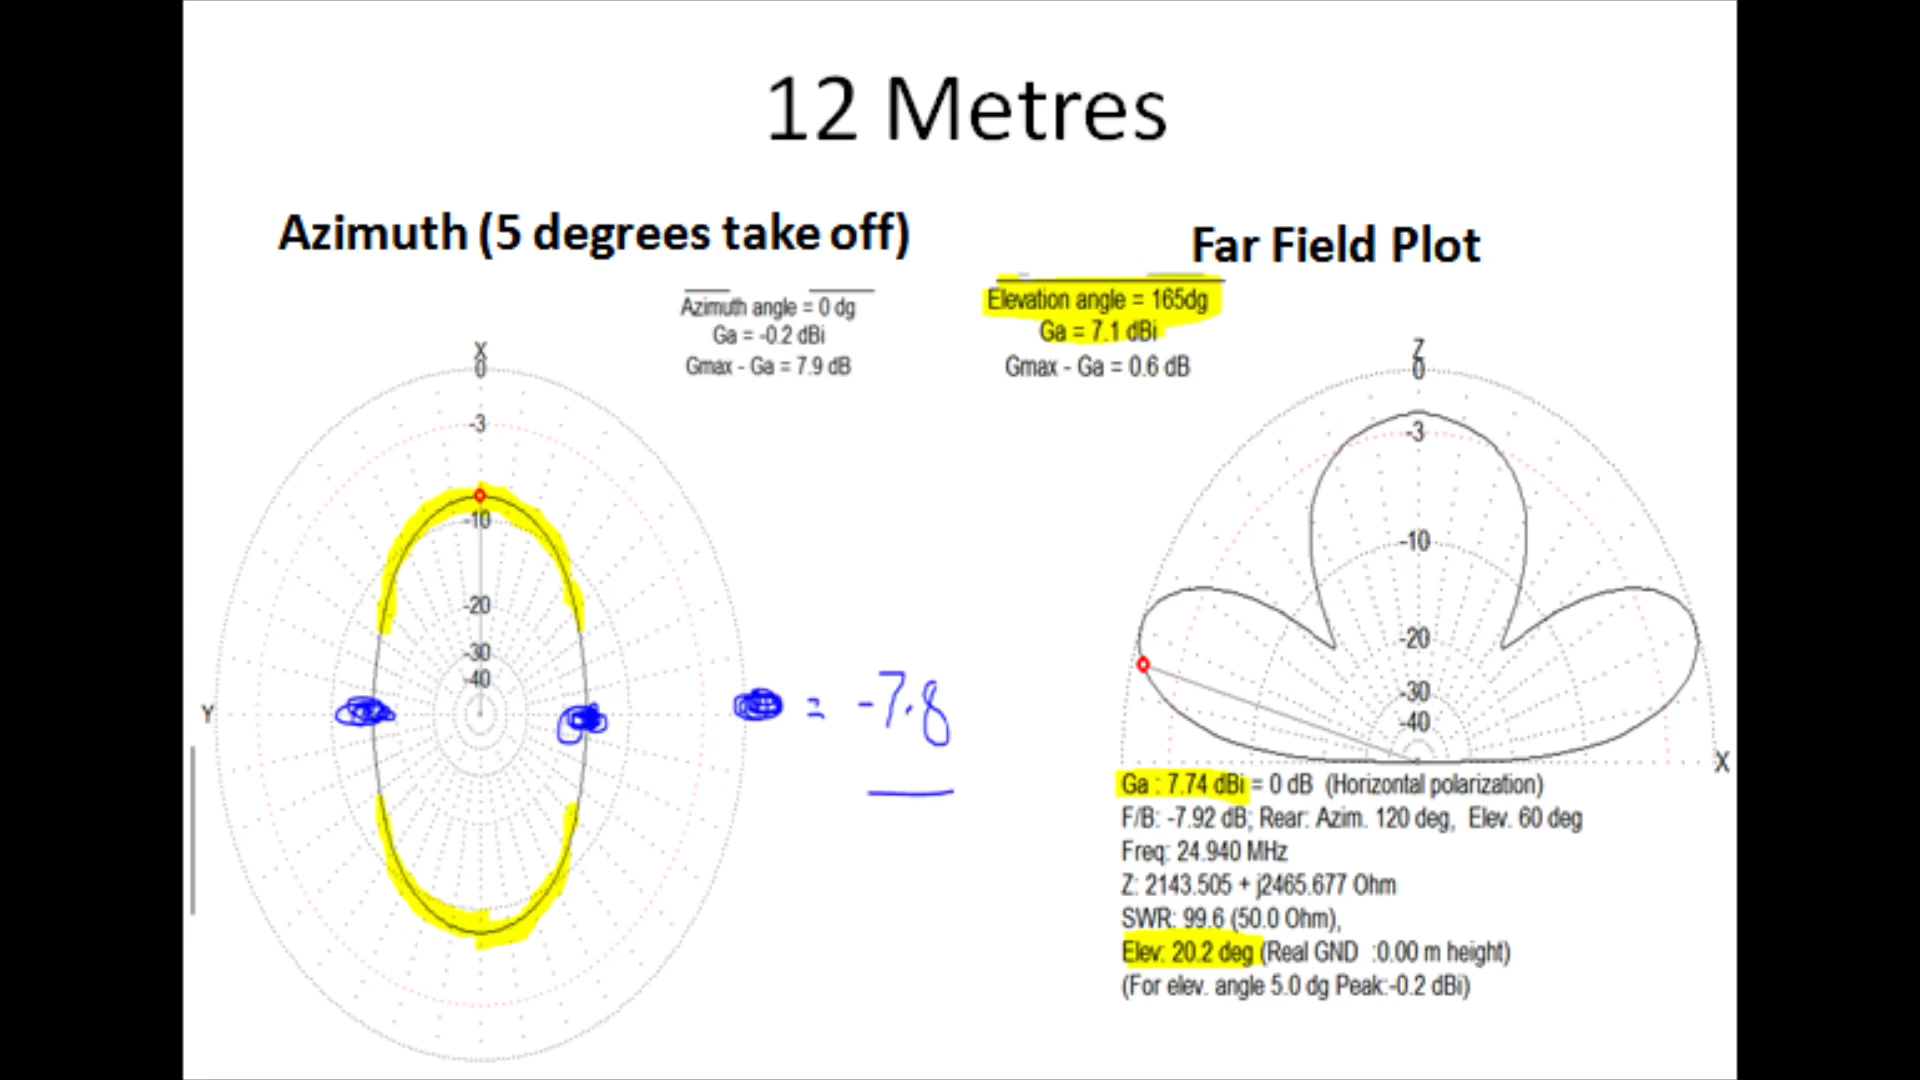 12 Metres
Azimuth (5 degrees take off)
Azimuth angle = 0 dg
Ga = -0.2 dBi
Gmax - Ga = 7.9 dB
X
0
-3
-10
-20
-30
-40
Y
= -7.8
Far Field Plot
Elevation angle = 165dg
Ga = 7.1 dBi
Gmax - Ga = 0.6 dB
Z
0
-3
-10
-20
-30
-40
X
Ga : 7.74 dBi = 0 dB (Horizontal polarization)
F/B: -7.92 dB; Rear: Azim. 120 deg, Elev. 60 deg
Freq: 24.940 MHz
Z: 2143.505 + j2465.677 Ohm
SWR: 99.6 (50.0 Ohm),
Elev: 20.2 deg (Real GND :0.00 m height)
(For elev. angle 5.0 dg Peak:-0.2 dBi)